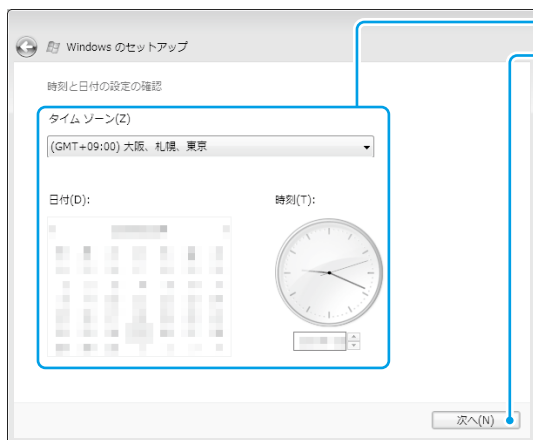 Windows のセットアップ
時刻と日付の設定の確認
タイム ゾーン(Z)
(GMT+09:00) 大阪、札幌、東京
日付(D):
時刻(T):
次へ(N)